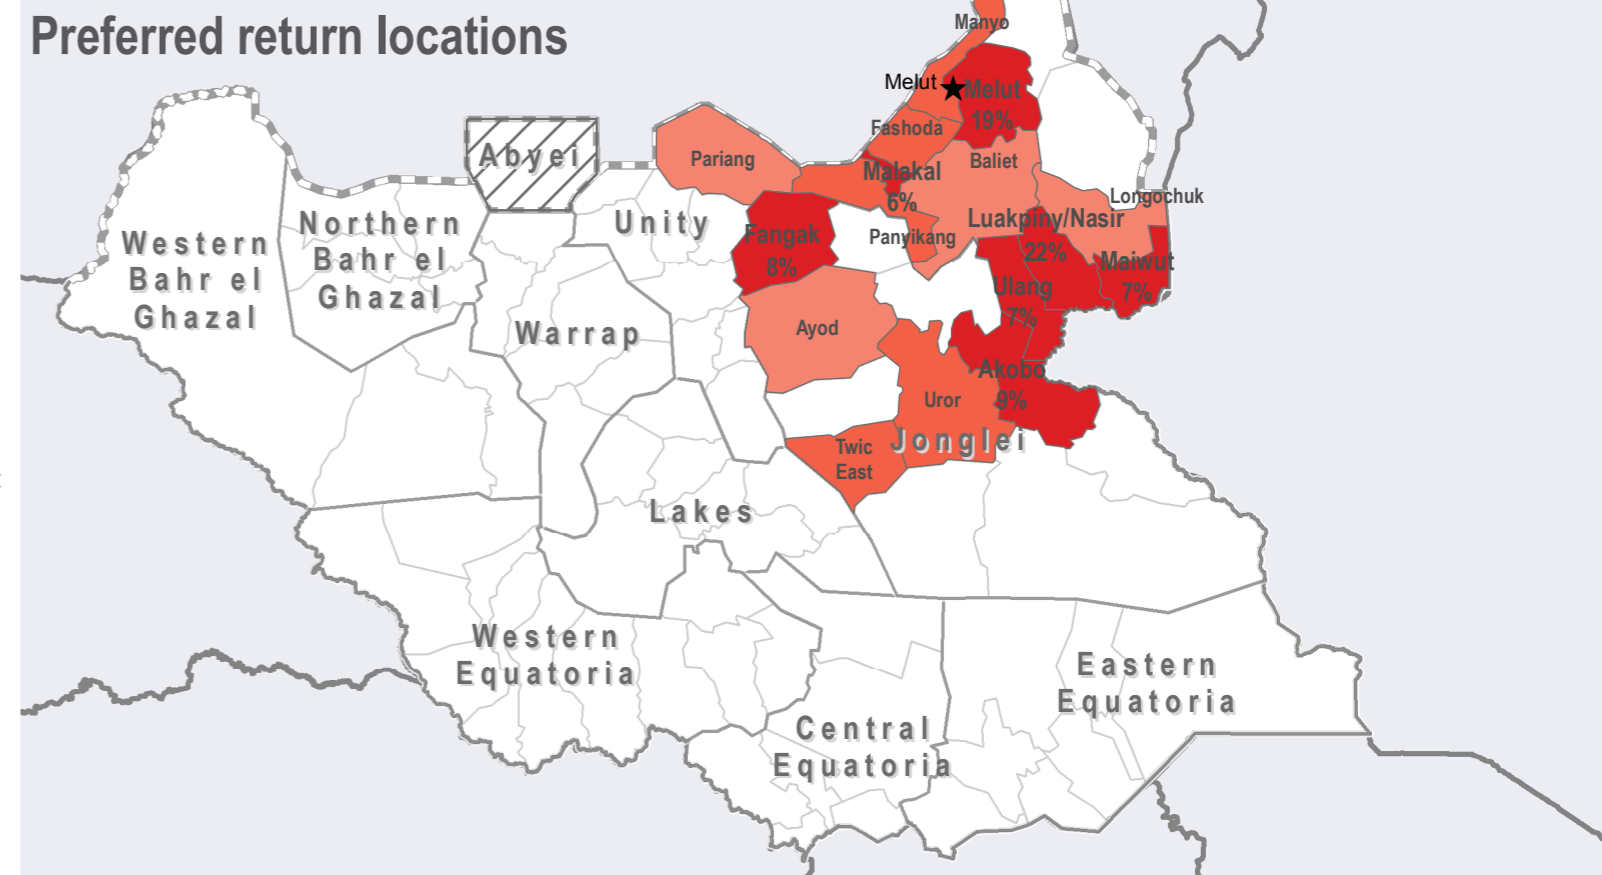 Preferred return locations
Manyo
Melut
Melut
19%
Fashoda
Abyei
Pariang
Baliet
Malakal
6%
Longochuk
Northern
Bahr el
Ghazal
Unity
Luakpiny/Nasir
22%
Western
Bahr el
Ghazal
Fangak
8%
Panyikang
Maiwut
7%
Ulang
7%
Warrap
Ayod
Akobo
9%
Uror
Jonglei
Twic
East
Lakes
Western
Equatoria
Eastern
Equatoria
Central
Equatoria